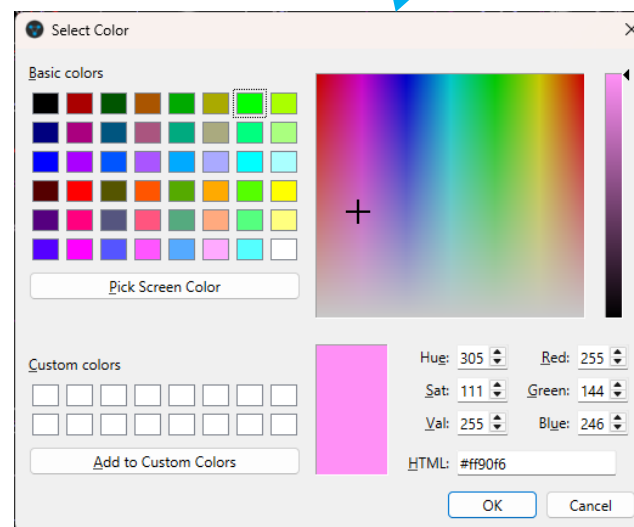 Select Color
Basic colors
Pick Screen Color
Custom colors
Add to Custom Colors
Hue: 305 Red: 255
Sat: 111 Green: 144
Val: 255 Blue: 246
HTML: #ff90f6
OK Cancel